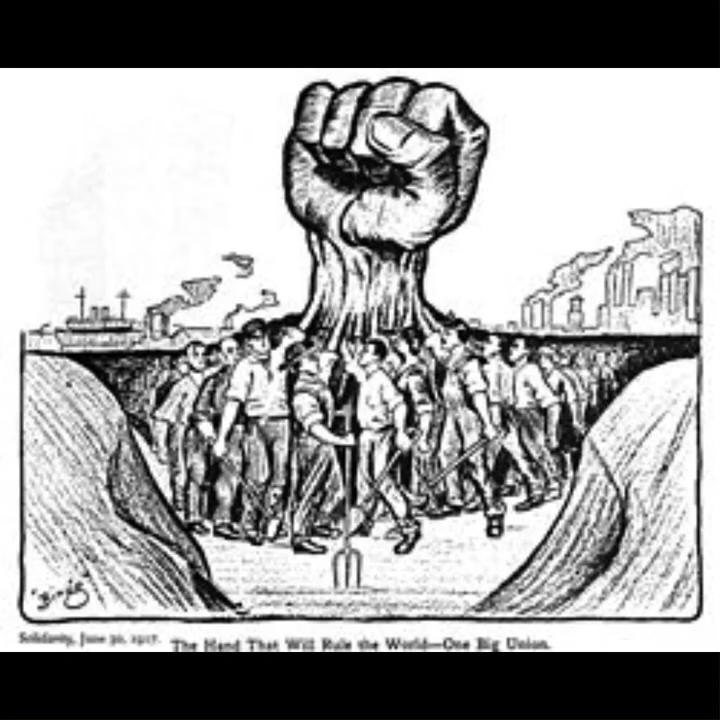 Solidarity, June 30, 1917.
The Hand That Will Rule the World—One Big Union.